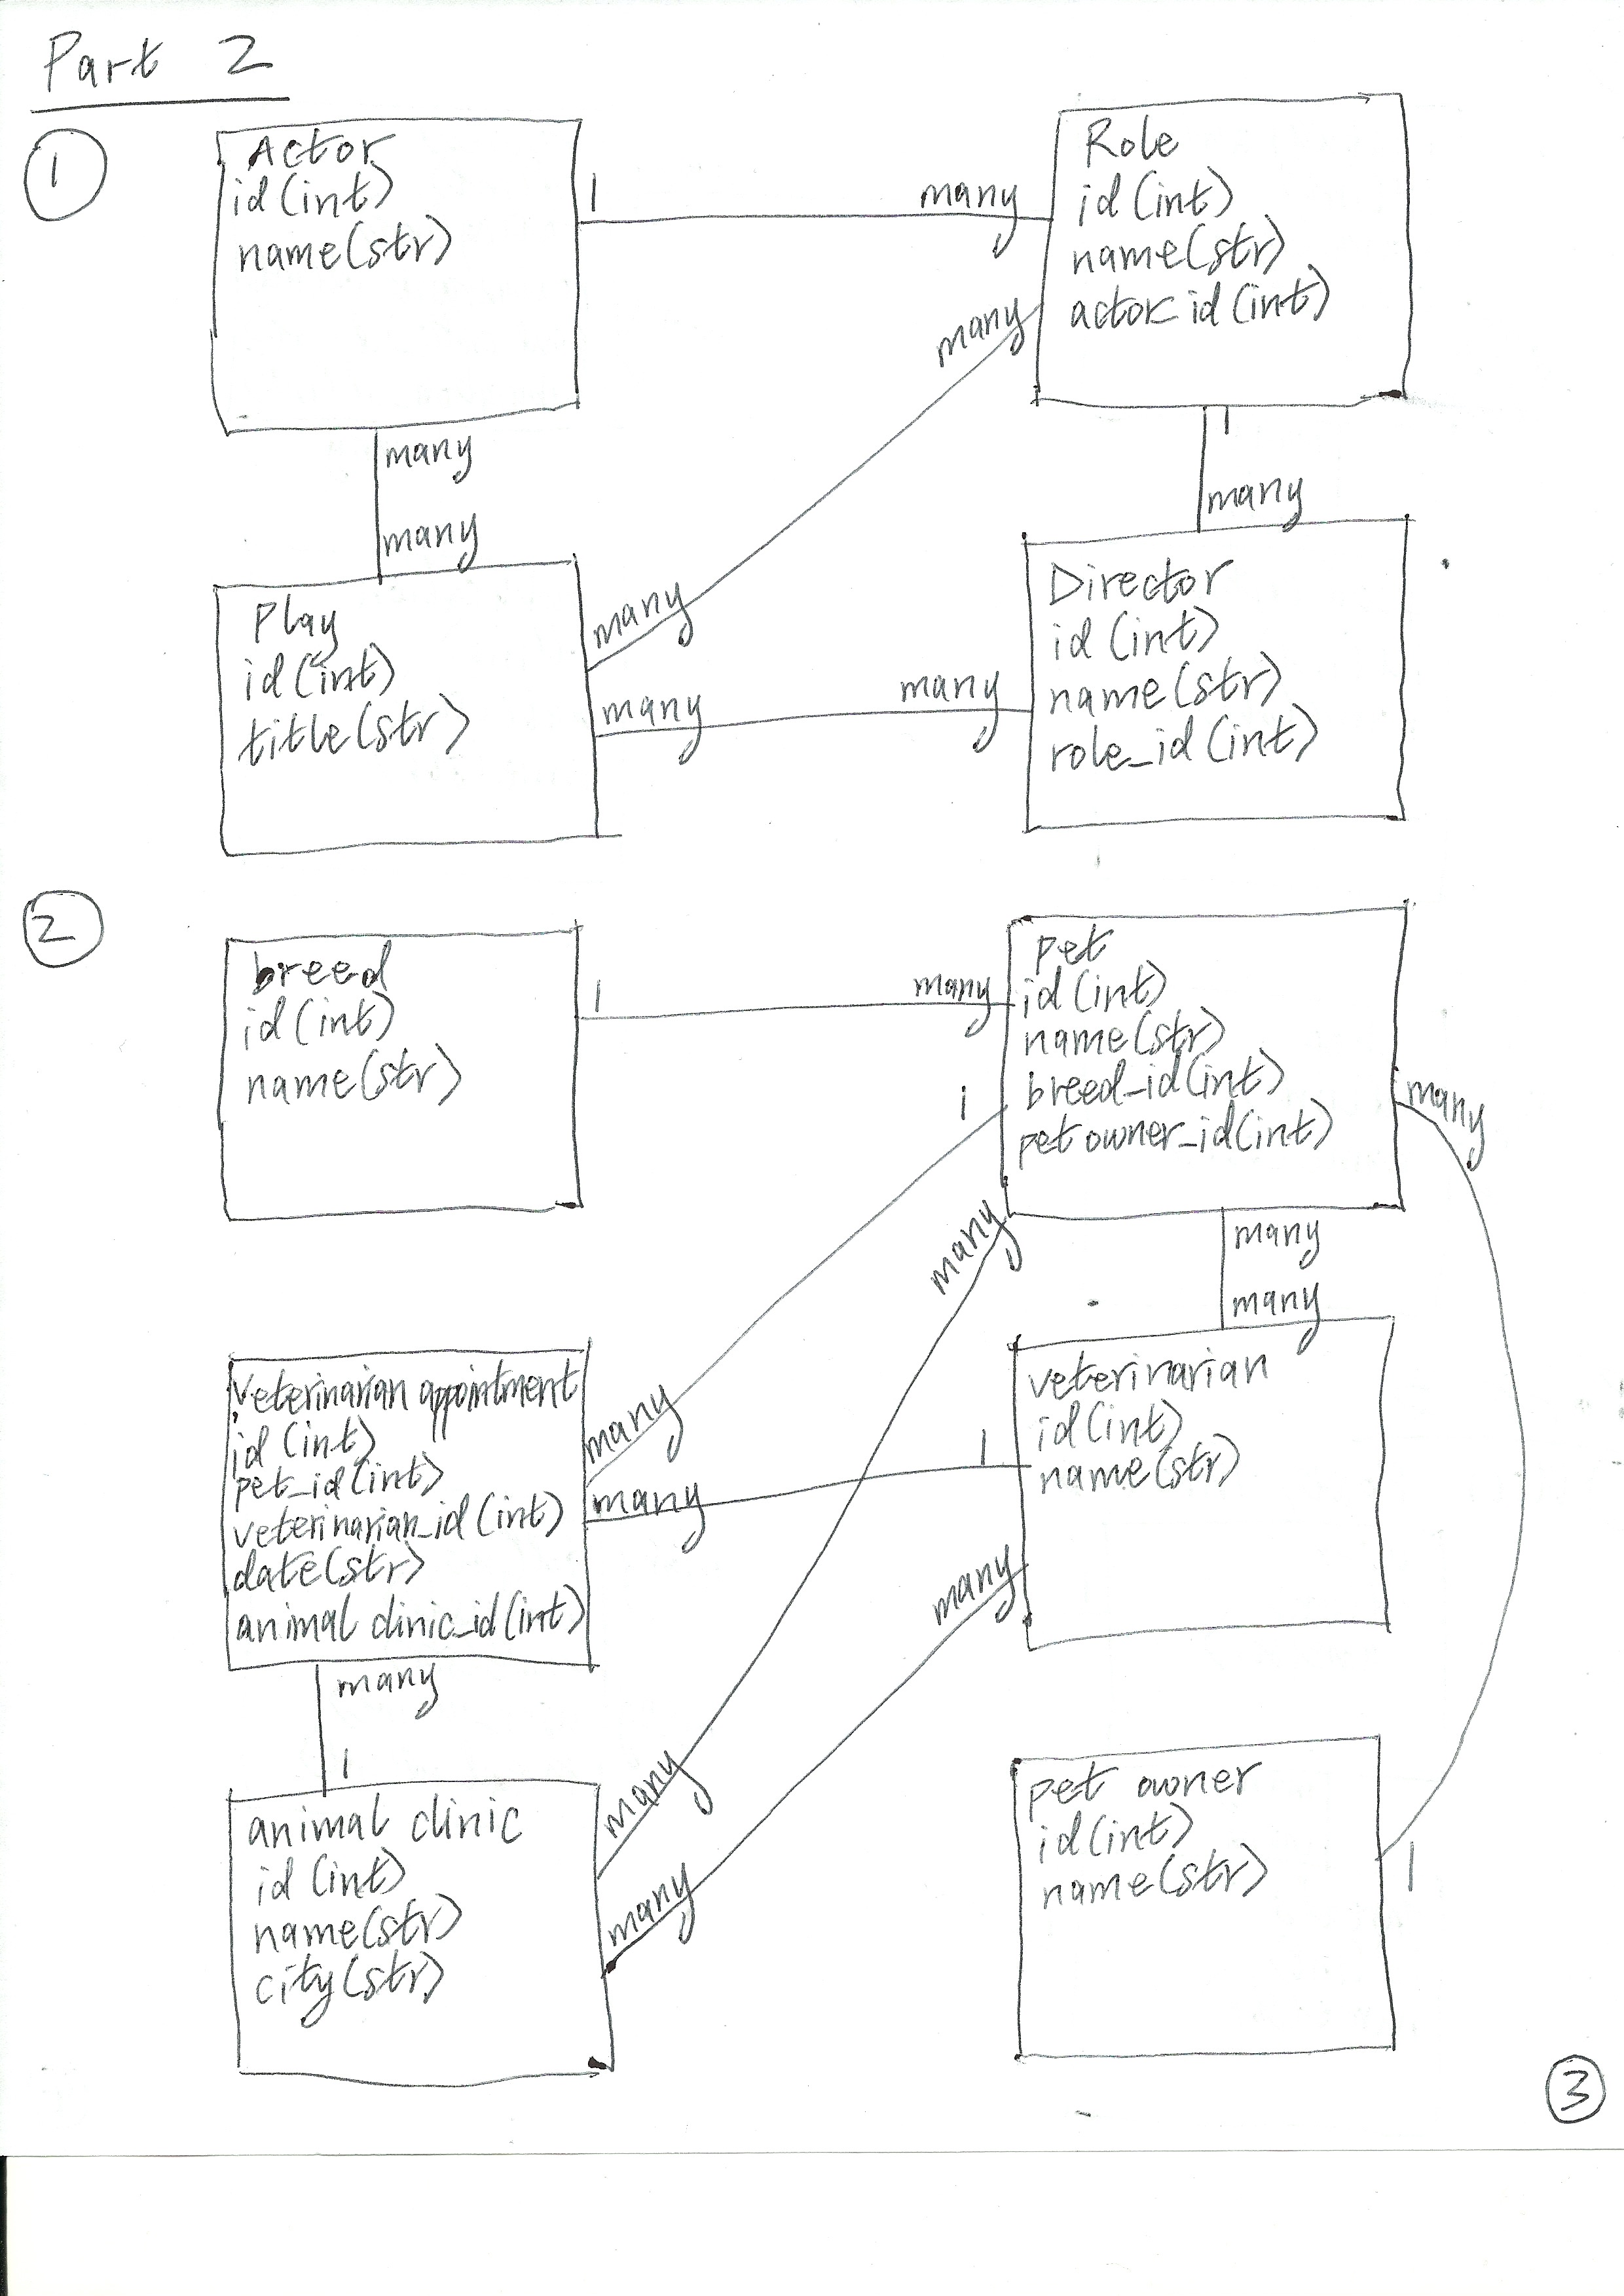 Part 2
1
Actor
id (int)
name (str)
1
many
Role
id (int)
name (str)
actor id (int)
many
many
many
1
many
Play
id (int)
title (str)
many
many
many
Director
id (int)
name (str)
role_id (int)
2
breed
id (int)
name (str)
1
many
pet
id (int)
name (str)
breed_id (int)
pet owner_id (int)
1
many
many
many
many
veterinarian appointment
id (int)
pet_id (int)
veterinarian_id (int)
date (str)
animal clinic_id (int)
many
many
1
veterinarian
id (int)
name (str)
many
many
1
many
many
animal clinic
id (int)
name (str)
city (str)
pet owner
id (int)
name (str)
1
3